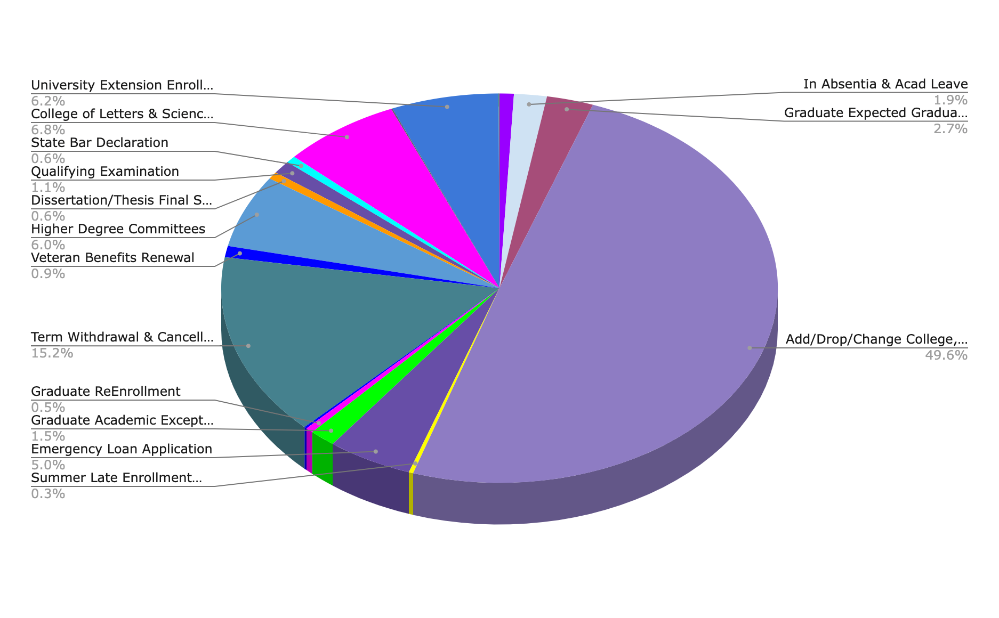 University Extension Enroll...
6.2%
College of Letters & Scienc...
6.8%
State Bar Declaration
0.6%
Qualifying Examination
1.1%
Dissertation/Thesis Final S...
0.6%
Higher Degree Committees
6.0%
Veteran Benefits Renewal
0.9%
Term Withdrawal & Cancell...
15.2%
Graduate ReEnrollment
0.5%
Graduate Academic Except...
1.5%
Emergency Loan Application
5.0%
Summer Late Enrollment...
0.3%
In Absentia & Acad Leave
1.9%
Graduate Expected Gradua...
2.7%
Add/Drop/Change College,...
49.6%